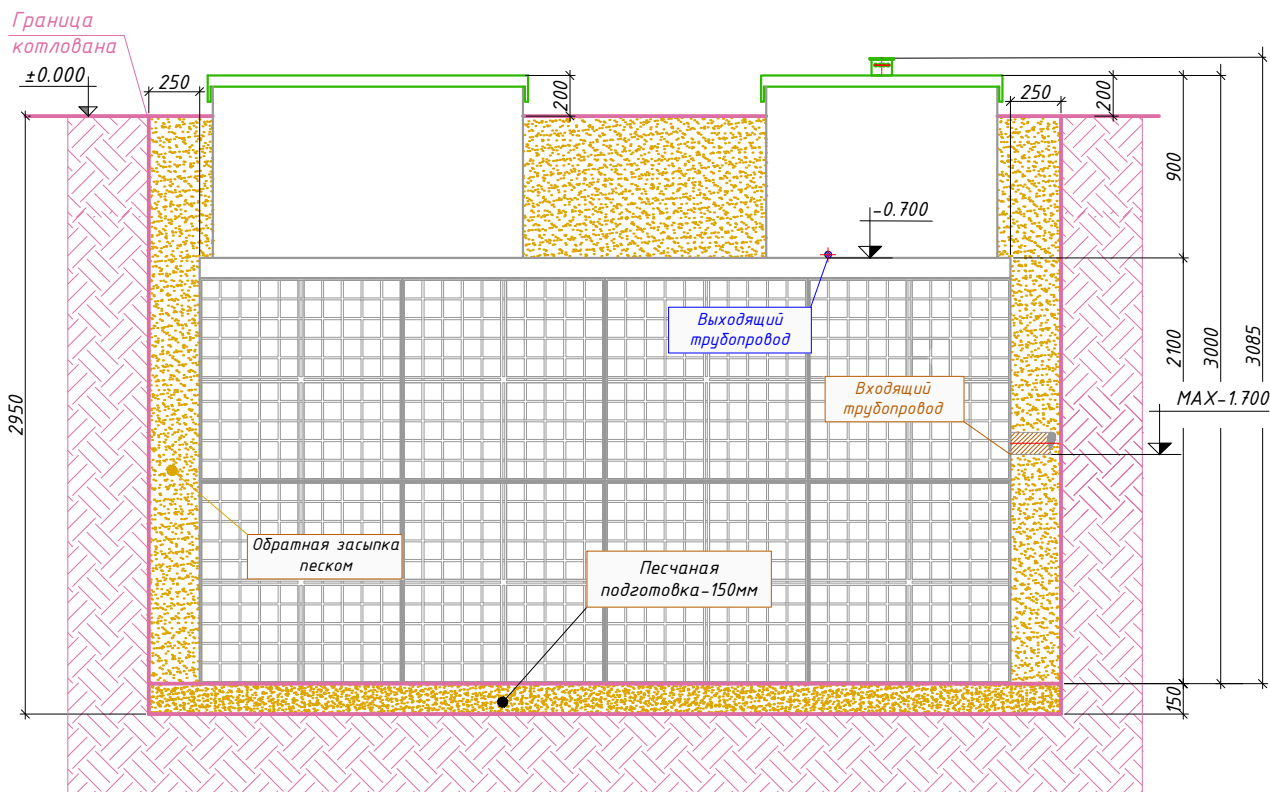 Граница
котлована
±0.000
250
200
250
200
900
-0.700
Выходящий
трубопровод
2100
3000
3085
Входящий
трубопровод
MAX-1.700
2950
Обратная засыпка
песком
Песчаная
подготовка-150мм
150